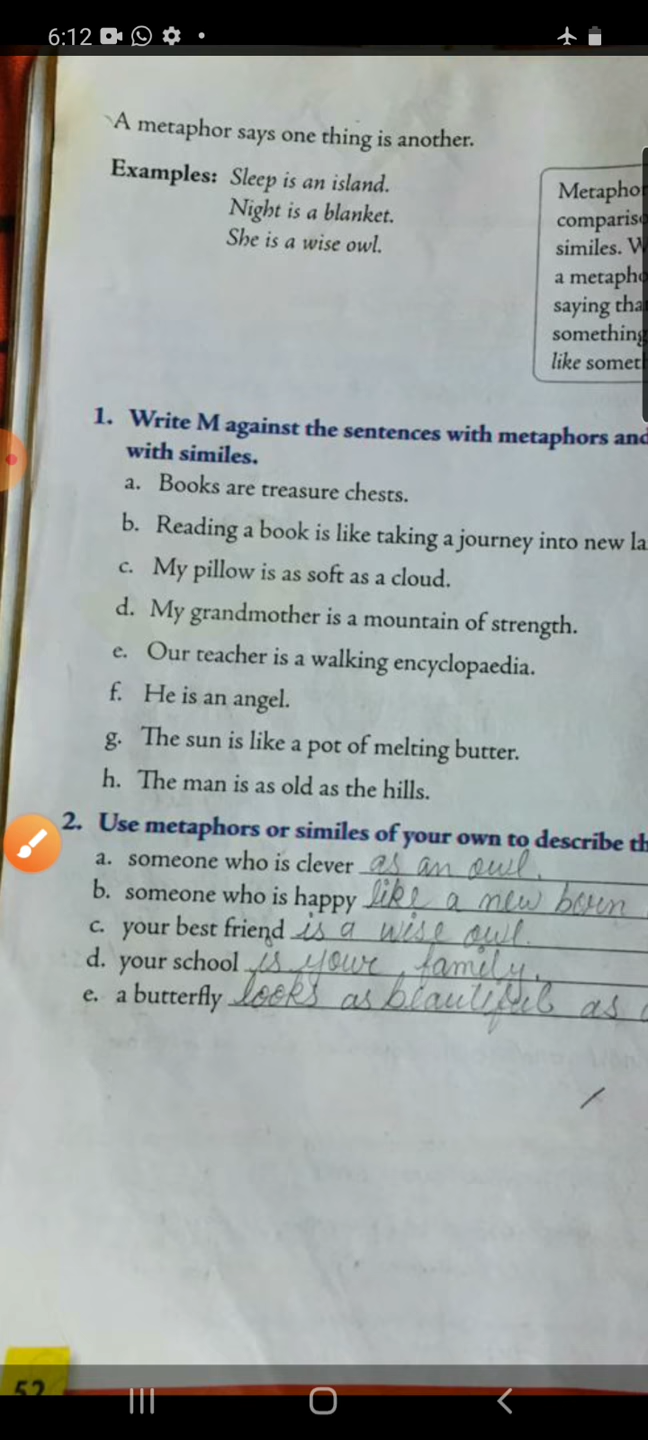 6:12
A metaphor says one thing is another.
Examples: Sleep is an island.
Night is a blanket.
She is a wise owl.
Metaphor
comparis
similes. W
a metaph
saying tha
something
like somet
1. Write M against the sentences with metaphors and
with similes.
a. Books are treasure chests.
b. Reading a book is like taking a journey into new la
c. My pillow is as soft as a cloud.
d. My grandmother is a mountain of strength.
e. Our teacher is a walking encyclopaedia.
f. He is an angel.
g. The sun is like a pot of melting butter.
h. The man is as old as the hills.
2. Use metaphors or similes of your own to describe th
a. someone who is clever as an owl.
b. someone who is happy like a new born
c. your best friend is a wise owl.
d. your school is your family.
e. a butterfly looks as beautiful as
52